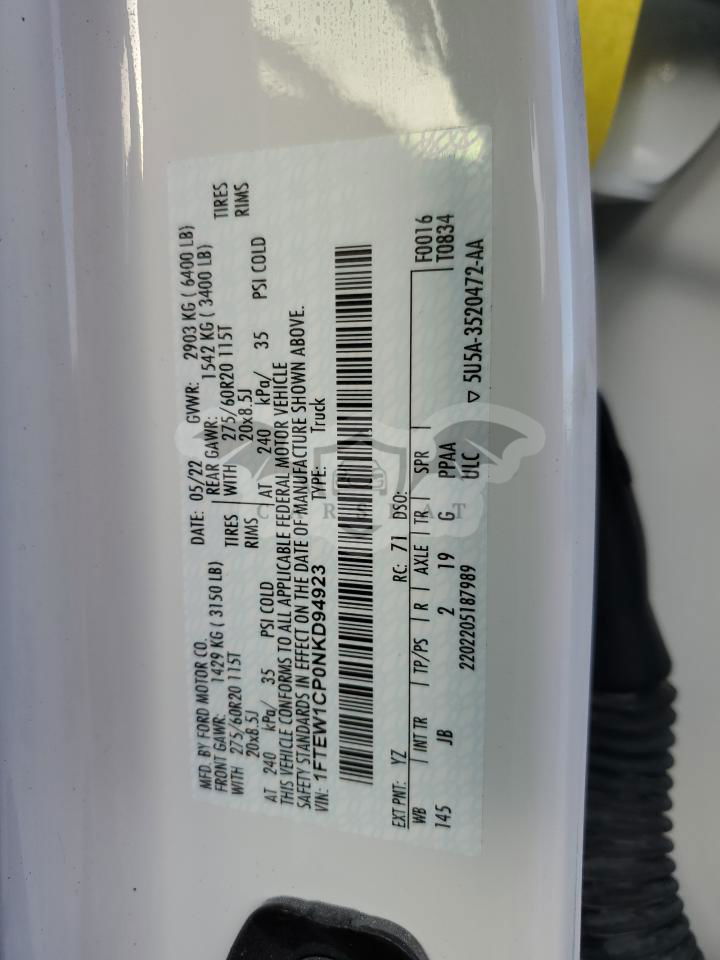 MFD. BY FORD MOTOR CO.
DATE: 05/22 GVWR: 2903 KG ( 6400 LB)
FRONT GAWR: 1429 KG ( 3150 LB) REAR GAWR: 1542 KG ( 3400 LB)
WITH 275/60R20 115T TIRES WITH 275/60R20 115T TIRES
20x8.5J RIMS 20x8.5J RIMS
AT 240 kPa/ 35 PSI COLD AT 240 kPa/ 35 PSI COLD
THIS VEHICLE CONFORMS TO ALL APPLICABLE FEDERAL MOTOR VEHICLE
SAFETY STANDARDS IN EFFECT ON THE DATE OF MANUFACTURE SHOWN ABOVE.
VIN: 1FTEW1CP0NKD94923 TYPE: Truck
EXT PNT: YZ RC: 71 DSO: F0016
WB INT TR TP/PS R AXLE TR SPR T0834
145 JB 2 19 G PPAA
2202205187989 ULC ▽ 5U5A-3520472-AA
CARSTAT